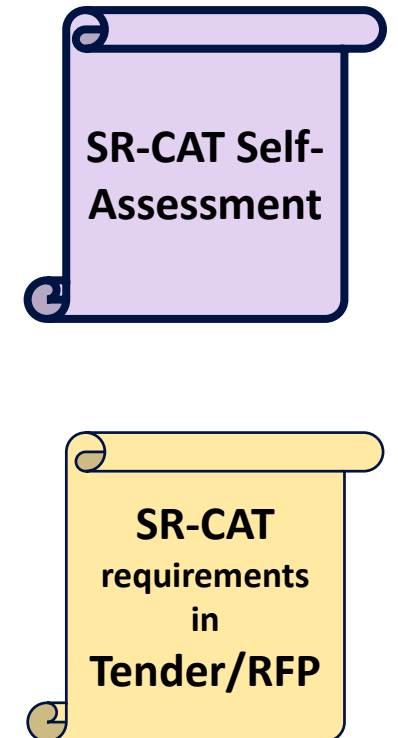 SR-CAT Self-
Assessment
SR-CAT
requirements
in
Tender/RFP